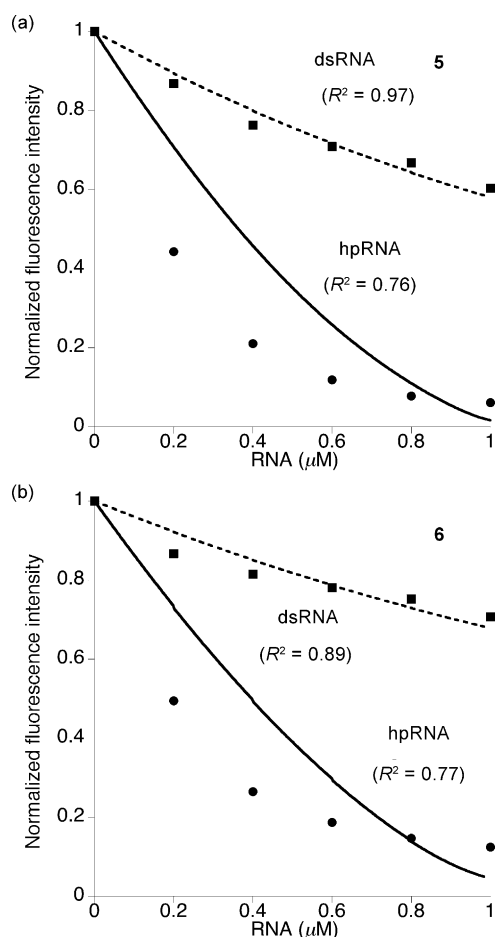 (a)
Normalized fluorescence intensity
1
0.8
0.6
0.4
0.2
0
dsRNA
5
(R² = 0.97)
hpRNA
(R² = 0.76)
0
0.2
0.4
0.6
0.8
1
RNA (μM)
(b)
Normalized fluorescence intensity
1
0.8
0.6
0.4
0.2
0
6
dsRNA
(R² = 0.89)
hpRNA
(R² = 0.77)
0
0.2
0.4
0.6
0.8
1
RNA (μM)